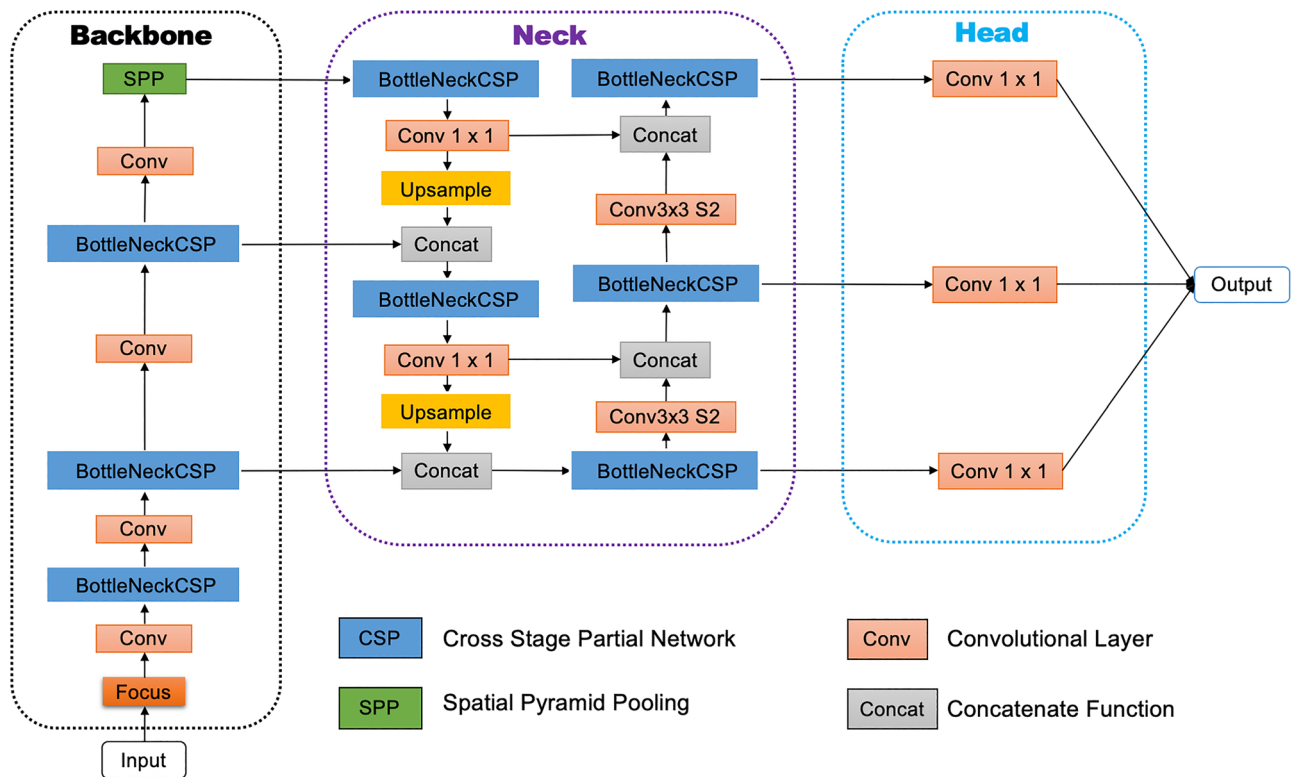 Backbone
SPP
Conv
BottleNeckCSP
Conv
BottleNeckCSP
Conv
BottleNeckCSP
Conv
Focus
Input
Neck
BottleNeckCSP
Conv 1 x 1
Upsample
Concat
BottleNeckCSP
Conv 1 x 1
Upsample
Concat
BottleNeckCSP
Concat
Conv3x3 S2
BottleNeckCSP
Concat
Conv3x3 S2
BottleNeckCSP
Head
Conv 1 x 1
Conv 1 x 1
Conv 1 x 1
Output
CSP Cross Stage Partial Network
SPP Spatial Pyramid Pooling
Conv Convolutional Layer
Concat Concatenate Function